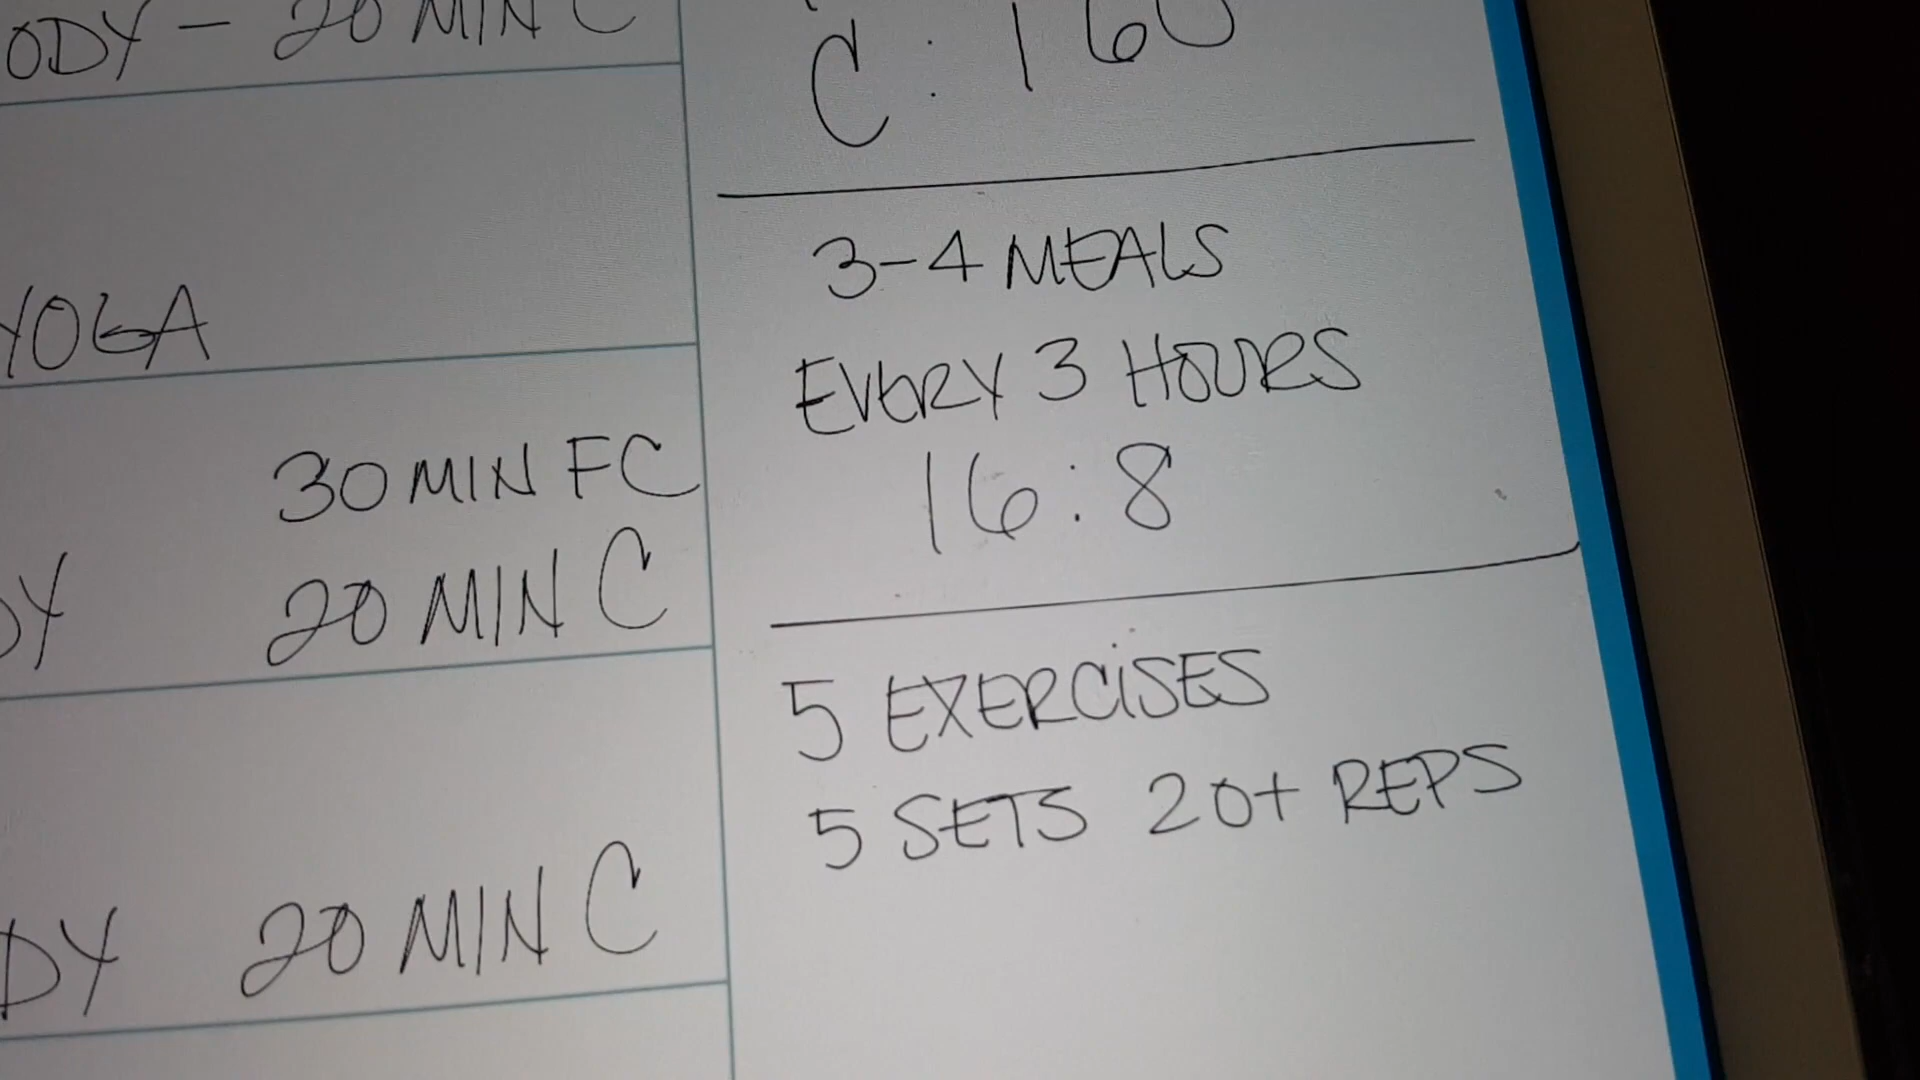 ODY - 20 MIN C
YOGA
30 MIN FC
DY 20 MIN C
DY 20 MIN C
C: 160
3-4 MEALS
EVERY 3 HOURS
16:8
5 EXERCISES
5 SETS 20+ REPS